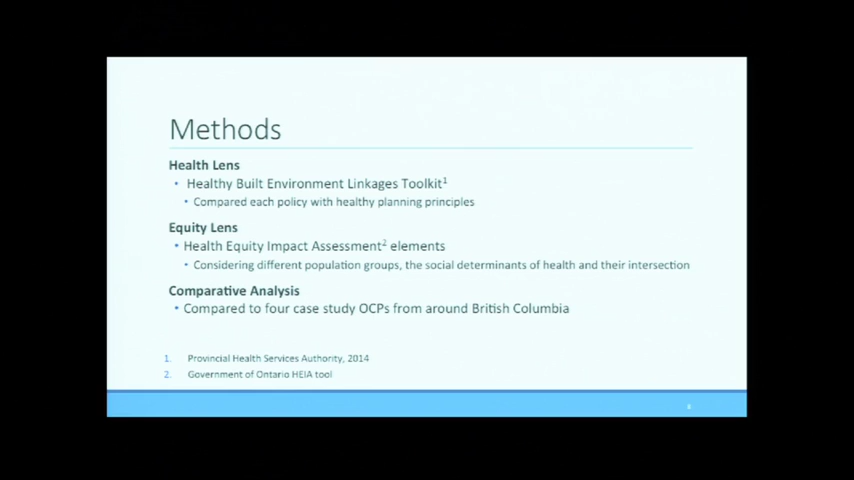 Methods
Health Lens
• Healthy Built Environment Linkages Toolkit1
• Compared each policy with healthy planning principles
Equity Lens
• Health Equity Impact Assessment2 elements
• Considering different population groups, the social determinants of health and their intersection
Comparative Analysis
• Compared to four case study OCPs from around British Columbia
1. Provincial Health Services Authority, 2014
2. Government of Ontario HEIA tool